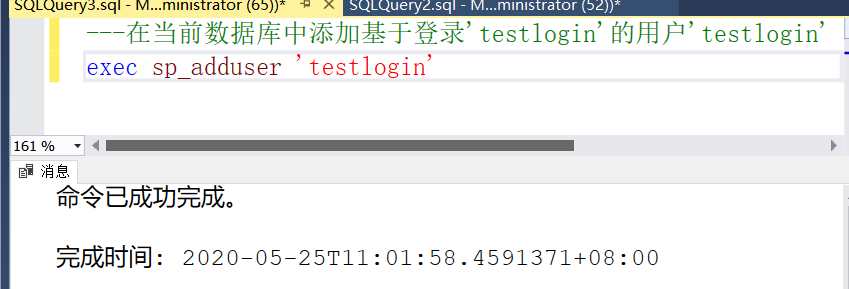 SQLQuery3.sql - M...ministrator (65))* SQLQuery2.sql - M...ministrator (52))*
---在当前数据库中添加基于登录'testlogin'的用户'testlogin'
exec sp_adduser 'testlogin'
161 %
消息
命令已成功完成。
完成时间: 2020-05-25T11:01:58.4591371+08:00